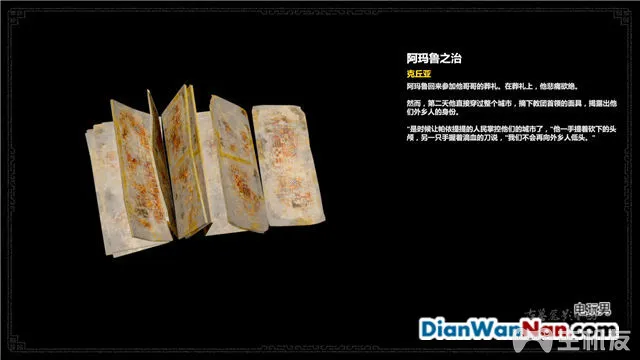 阿玛鲁之治
克丘亚
阿玛鲁回来参加他哥哥的葬礼。在葬礼上，他悲痛欲绝。
然而，第二天他直接穿过整个城市，摘下教团首领的面具，揭露出他
们外乡人的身份。
“是时候让帕依提提的人民掌控他们的城市了，”他一手提着砍下的头
颅，另一只手握着滴血的刀说，“我们不会再向外乡人低头。”
电玩男
DianWanNan.com